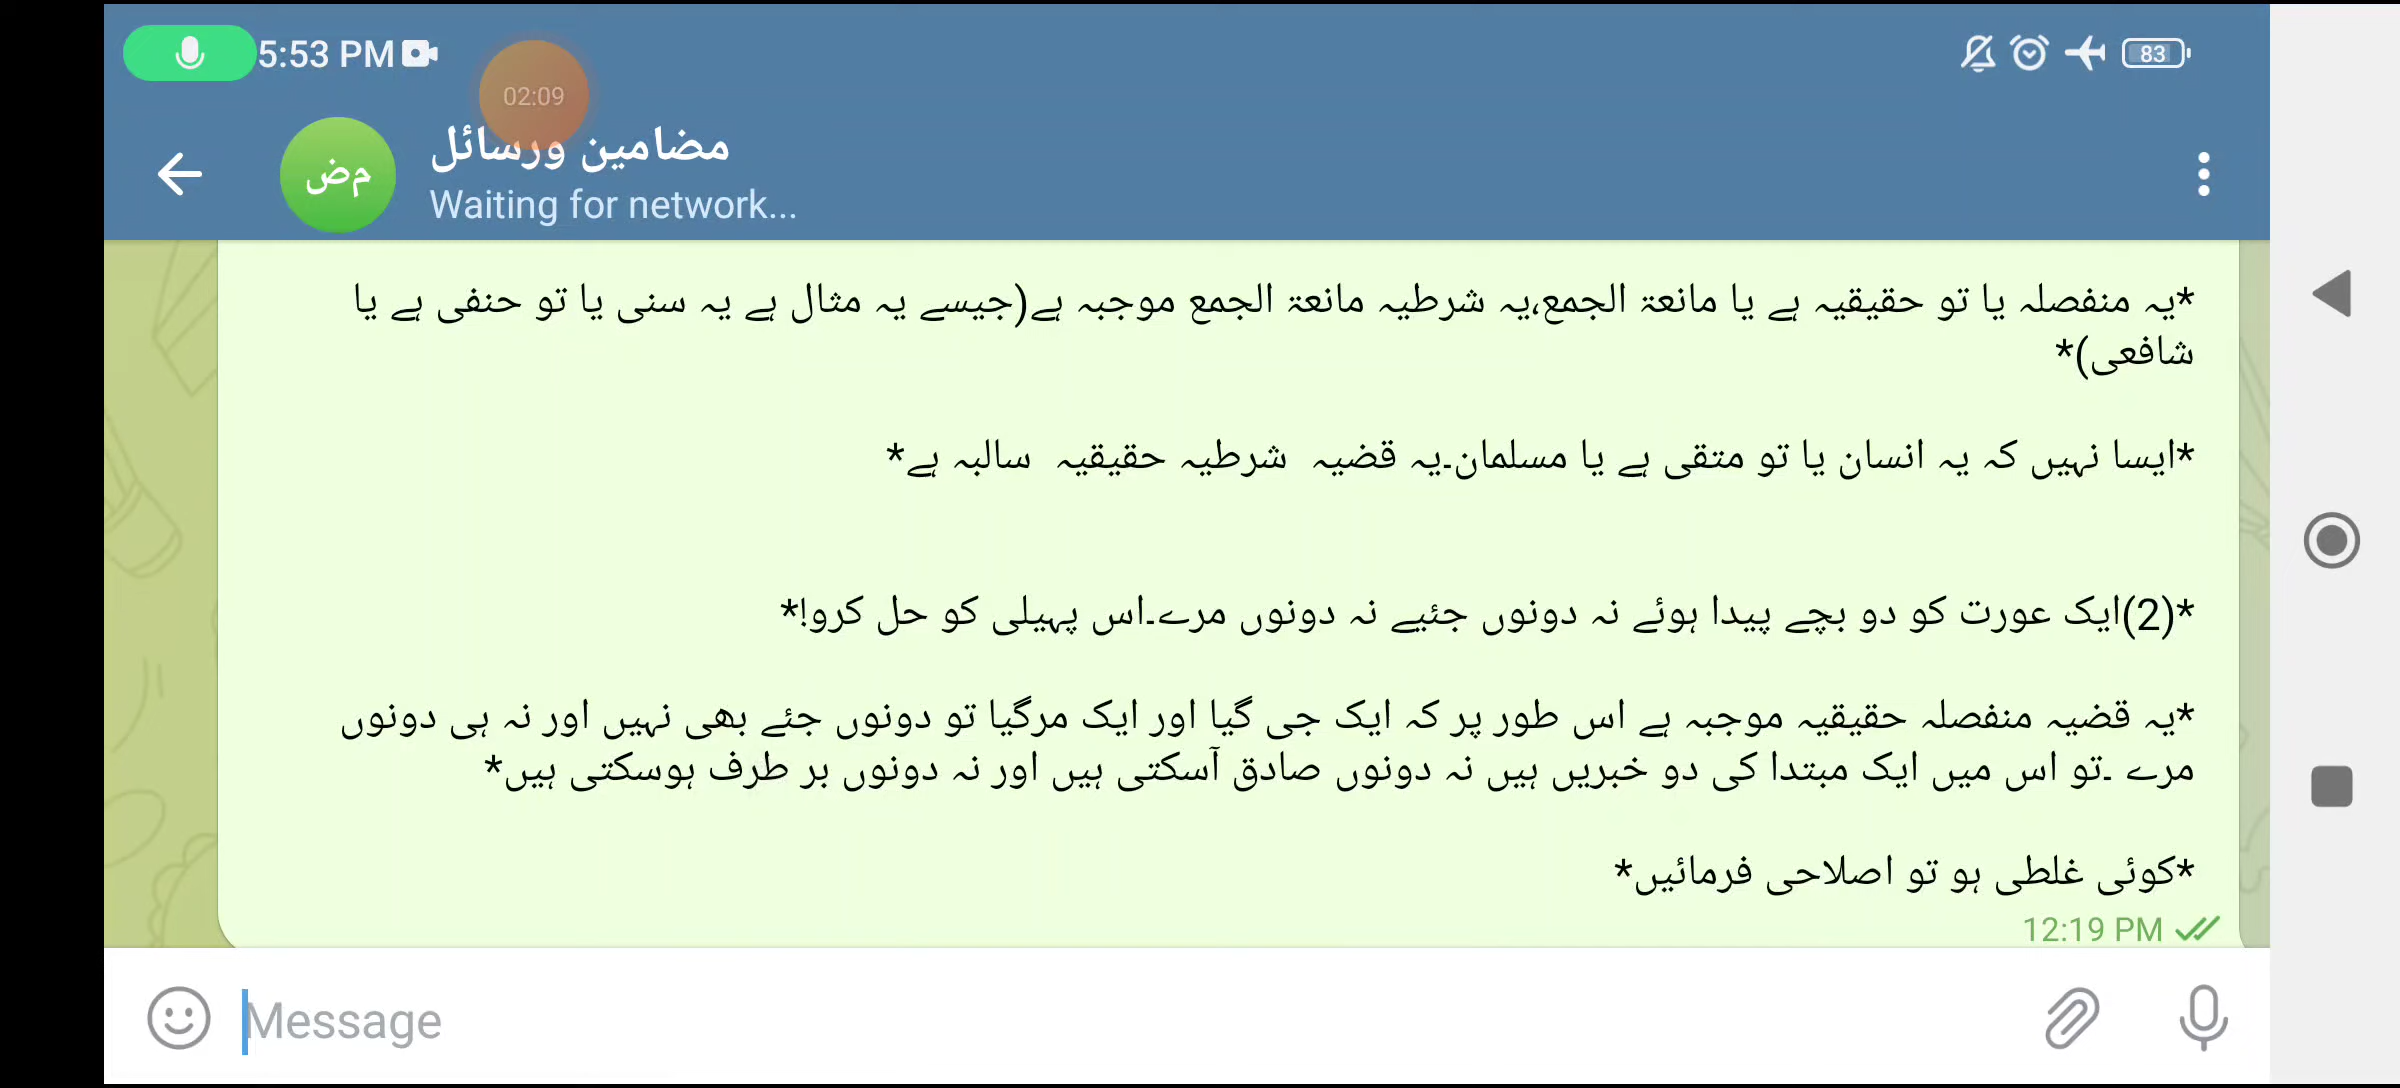 5:53 PM
83
02:09
مض
مضامین ورسائل
Waiting for network...
*یہ منفصلہ یا تو حقیقیہ ہے یا مانعۃ الجمع،یہ شرطیہ مانعۃ الجمع موجبہ ہے(جیسے یہ مثال ہے یہ سنی یا تو حنفی ہے یا
شافعی)*
*ایسا نہیں کہ یہ انسان یا تو متقی ہے یا مسلمان۔یہ قضیہ شرطیہ حقیقیہ سالبہ ہے*
*(2)ایک عورت کو دو بچے پیدا ہوئے نہ دونوں جئیے نہ دونوں مرے۔اس پہیلی کو حل کرو!*
*یہ قضیہ منفصلہ حقیقیہ موجبہ ہے اس طور پر کہ ایک جی گیا اور ایک مرگیا تو دونوں جئے بھی نہیں اور نہ ہی دونوں
مرے ۔تو اس میں ایک مبتدا کی دو خبریں ہیں نہ دونوں صادق آسکتی ہیں اور نہ دونوں بر طرف ہوسکتی ہیں*
*کوئی غلطی ہو تو اصلاحی فرمائیں*
12:19 PM
Message